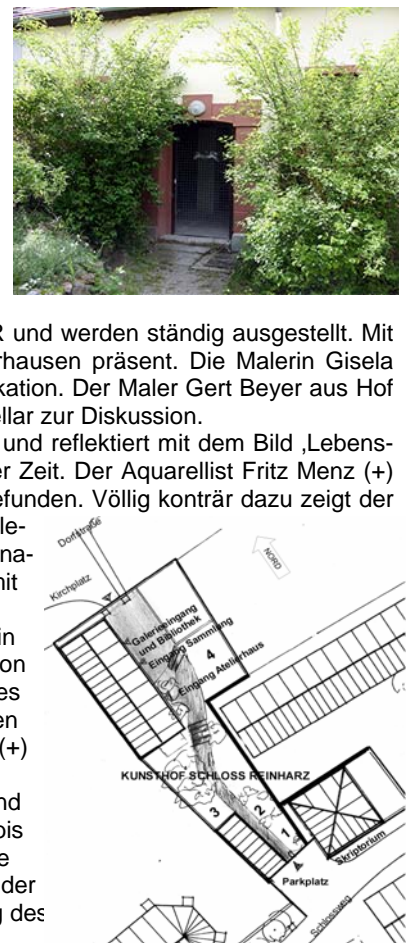 R und werden ständig ausgestellt. Mit
rhausen präsent. Die Malerin Gisela
kation. Der Maler Gert Beyer aus Hof
ellar zur Diskussion.
und reflektiert mit dem Bild ‚Lebens-
er Zeit. Der Aquarellist Fritz Menz (+)
efunden. Völlig konträr dazu zeigt der
le-
na-
mit
in
on
es
en
(+)
nd
ois
e
der
g des
Dorfstraße
Kirchplatz
NORD
Galerieeingang
und Bibliothek
Eingang Sammlung
4
Eingang Atelierhaus
KUNSTHOF SCHLOSS REINHARZ
3
2
1
Skriptorium
Parkplatz
Schlossweg